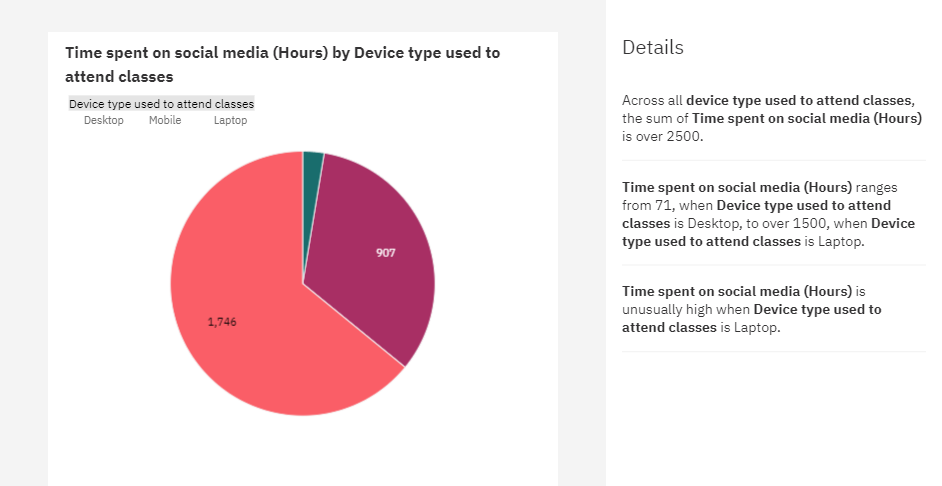 Time spent on social media (Hours) by Device type used to
attend classes
Device type used to attend classes
Desktop Mobile Laptop
907
1,746
Details
Across all device type used to attend classes,
the sum of Time spent on social media (Hours)
is over 2500.
Time spent on social media (Hours) ranges
from 71, when Device type used to attend
classes is Desktop, to over 1500, when Device
type used to attend classes is Laptop.
Time spent on social media (Hours) is
unusually high when Device type used to
attend classes is Laptop.